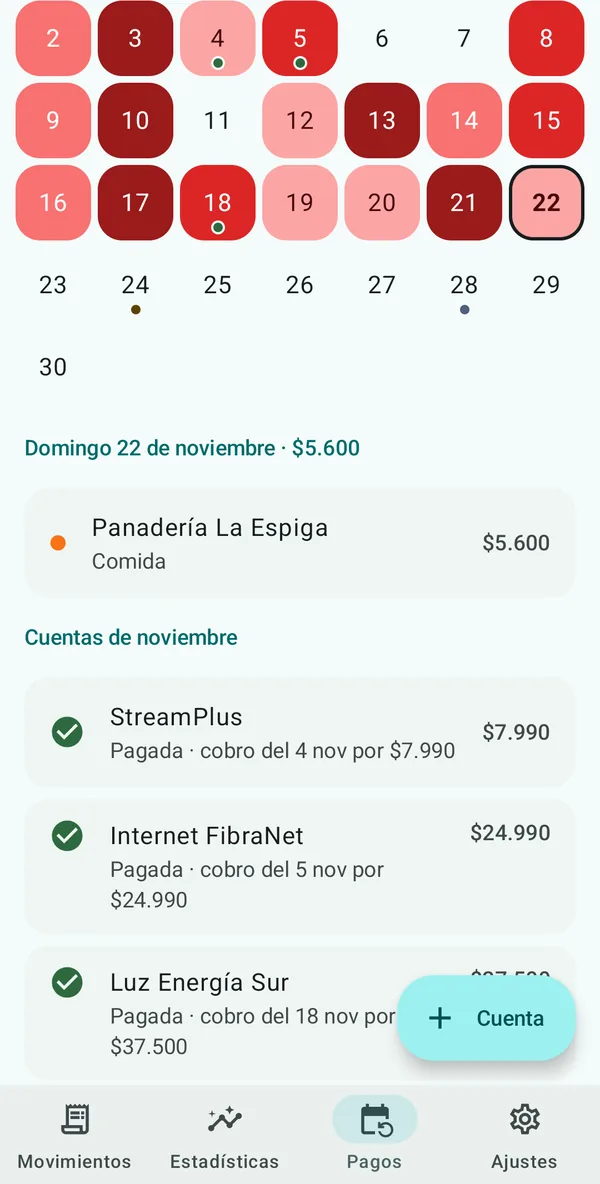 2 3 4 5 6 7 8
9 10 11 12 13 14 15
16 17 18 19 20 21 22
23 24 25 26 27 28 29
30
Domingo 22 de noviembre · $5.600
Panadería La Espiga
Comida
$5.600
Cuentas de noviembre
StreamPlus
Pagada · cobro del 4 nov por $7.990
$7.990
Internet FibraNet
Pagada · cobro del 5 nov por
$24.990
$24.990
Luz Energía Sur
Pagada · cobro del 18 nov por
$37.500
Cuenta
Movimientos Estadísticas Pagos Ajustes